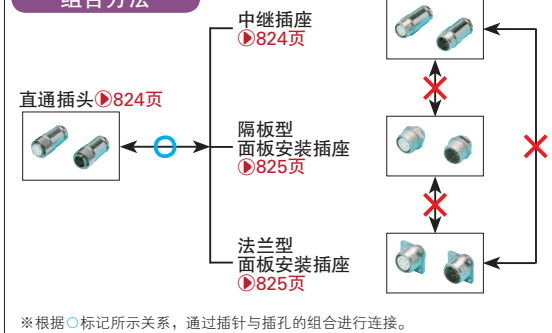 组合方法
中继插座
▶824页
直通插头▶824页
隔板型
面板安装插座
▶825页
法兰型
面板安装插座
▶825页
※根据○标记所示关系，通过插针与插孔的组合进行连接。